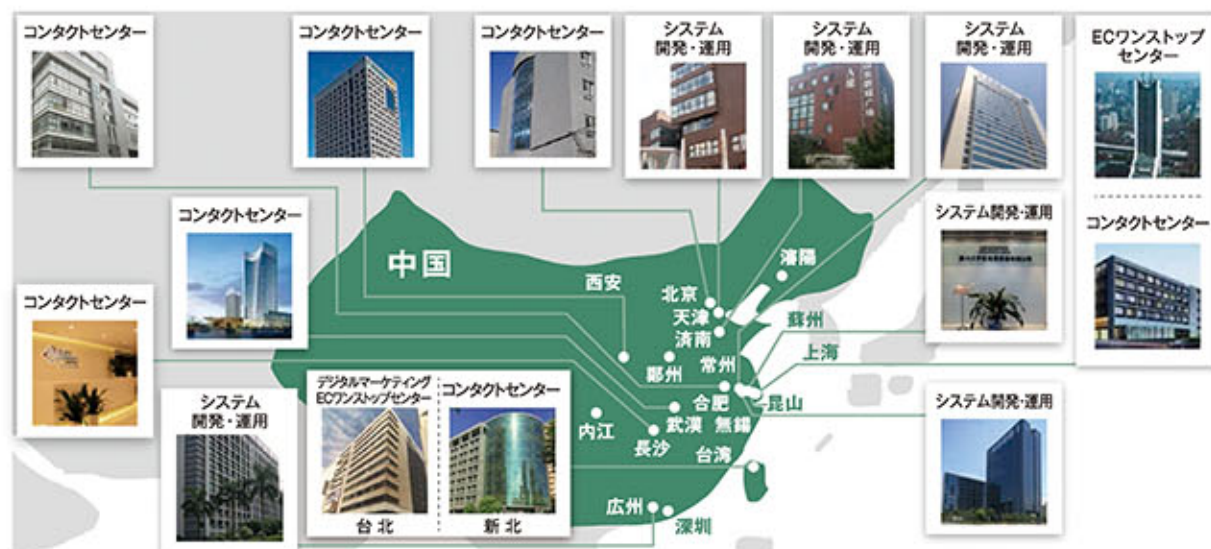 コンタクトセンター
コンタクトセンター
コンタクトセンター
システム
開発・運用
システム
開発・運用
システム
開発・運用
ECワンストップ
センター
コンタクトセンター
システム開発・運用
コンタクトセンター
コンタクトセンター
中国
瀋陽
西安
北京
天津
済南
蘇州
上海
鄭州
常州
合肥
昆山
武漢
無錫
内江
長沙
台湾
広州
深圳
システム
開発・運用
デジタルマーケティング
ECワンストップセンター
台北
コンタクトセンター
新北
システム開発・運用